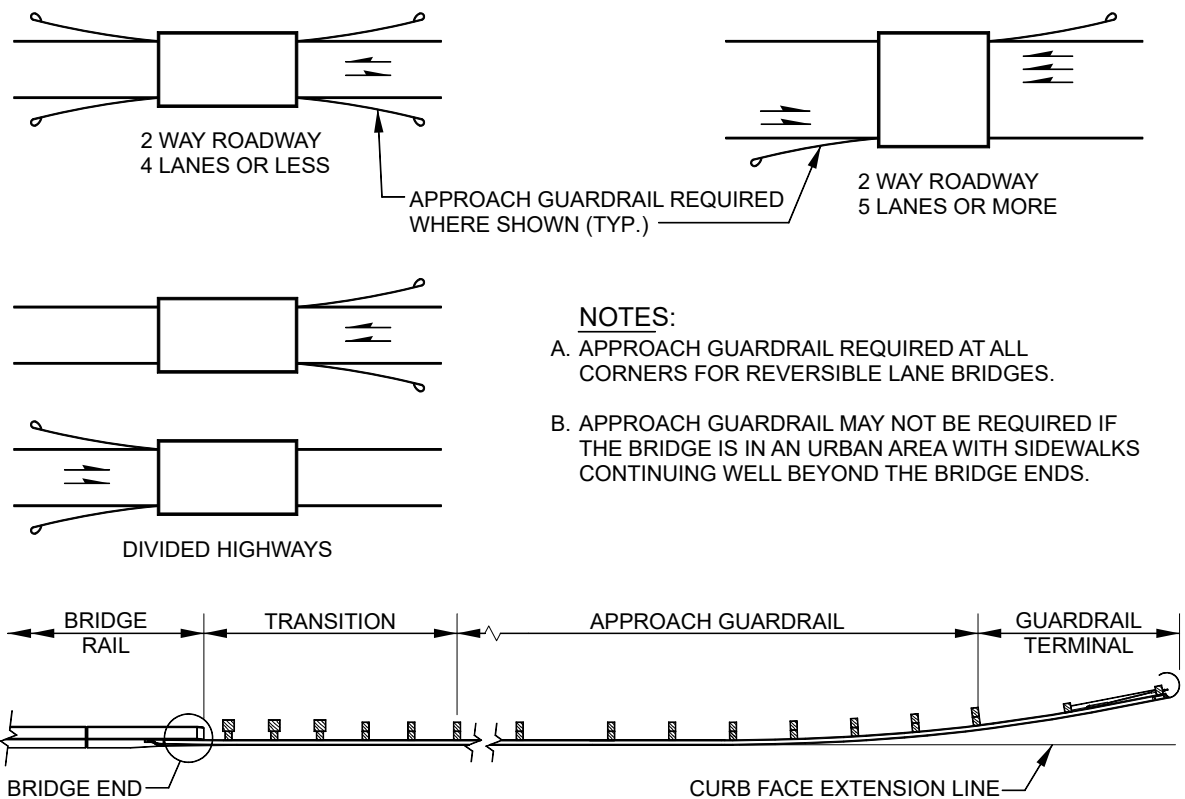 2 WAY ROADWAY
4 LANES OR LESS
APPROACH GUARDRAIL REQUIRED
WHERE SHOWN (TYP.)
2 WAY ROADWAY
5 LANES OR MORE
NOTES:
A. APPROACH GUARDRAIL REQUIRED AT ALL
CORNERS FOR REVERSIBLE LANE BRIDGES.
B. APPROACH GUARDRAIL MAY NOT BE REQUIRED IF
THE BRIDGE IS IN AN URBAN AREA WITH SIDEWALKS
CONTINUING WELL BEYOND THE BRIDGE ENDS.
DIVIDED HIGHWAYS
BRIDGE
RAIL
TRANSITION
APPROACH GUARDRAIL
GUARDRAIL
TERMINAL
BRIDGE END
CURB FACE EXTENSION LINE